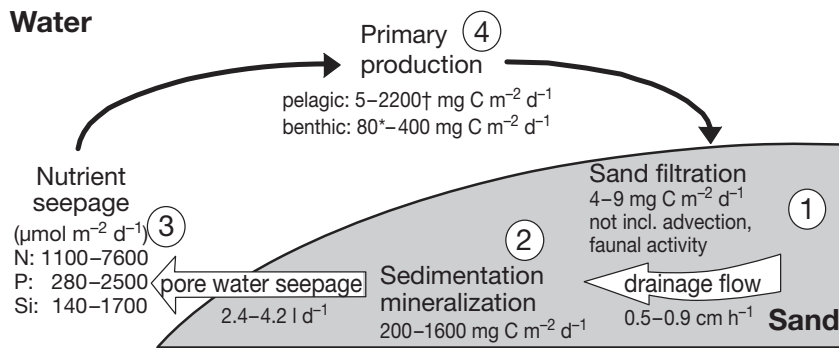 Water
Primary ④
production
pelagic: 5–2200† mg C m⁻² d⁻¹
benthic: 80*–400 mg C m⁻² d⁻¹
Nutrient
seepage
(µmol m⁻² d⁻¹) ③
N: 1100–7600
P: 280–2500
Si: 140–1700
pore water seepage
2.4–4.2 l d⁻¹
②
Sedimentation
mineralization
200–1600 mg C m⁻² d⁻¹
Sand filtration
4–9 mg C m⁻² d⁻¹
not incl. advection,
faunal activity
①
drainage flow
0.5–0.9 cm h⁻¹
Sand